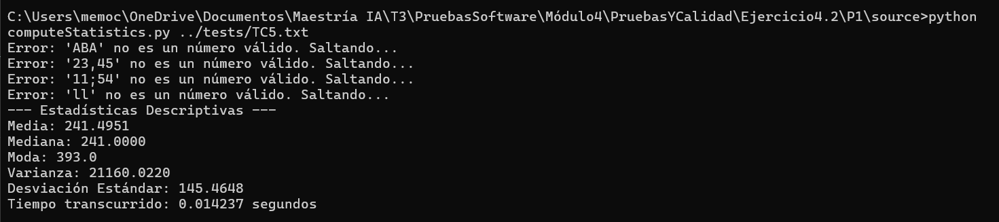 C:\Users\memoc\OneDrive\Documentos\Maestría IA\T3\PruebasSoftware\Módulo4\PruebasYCalidad\Ejercicio4.2\P1\source>python
computeStatistics.py ../tests/TC5.txt
Error: 'ABA' no es un número válido. Saltando...
Error: '23,45' no es un número válido. Saltando...
Error: '11;54' no es un número válido. Saltando...
Error: 'll' no es un número válido. Saltando...
--- Estadísticas Descriptivas ---
Media: 241.4951
Mediana: 241.0000
Moda: 393.0
Varianza: 21160.0220
Desviación Estándar: 145.4648
Tiempo transcurrido: 0.014237 segundos